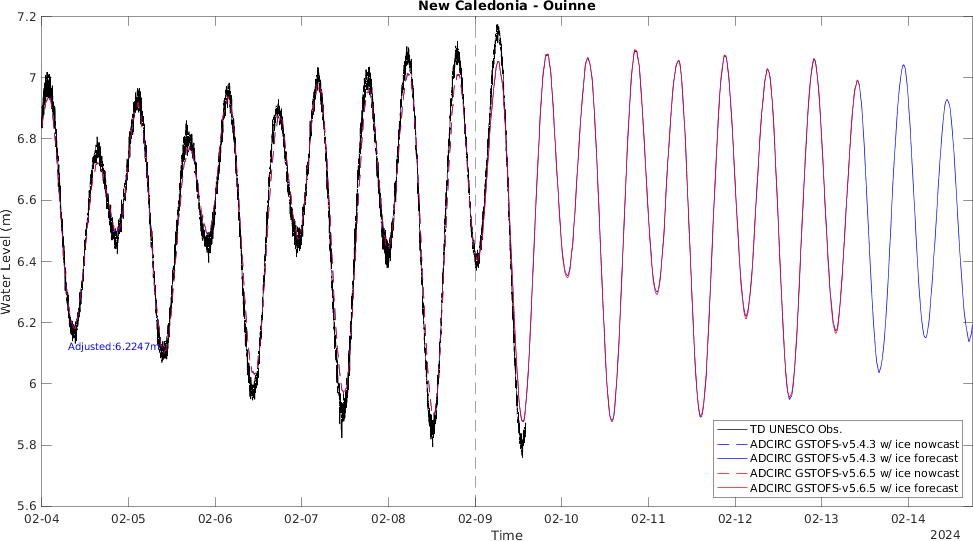 New Caledonia - Ouinne
7.2
7
6.8
6.6
6.4
6.2
6
5.8
5.6
Water Level (m)
Adjusted:6.2247m
TD UNESCO Obs.
ADCIRC GSTOFS-v5.4.3 w/ ice nowcast
ADCIRC GSTOFS-v5.4.3 w/ ice forecast
ADCIRC GSTOFS-v5.6.5 w/ ice nowcast
ADCIRC GSTOFS-v5.6.5 w/ ice forecast
02-04 02-05 02-06 02-07 02-08 02-09 02-10 02-11 02-12 02-13 02-14
Time
2024